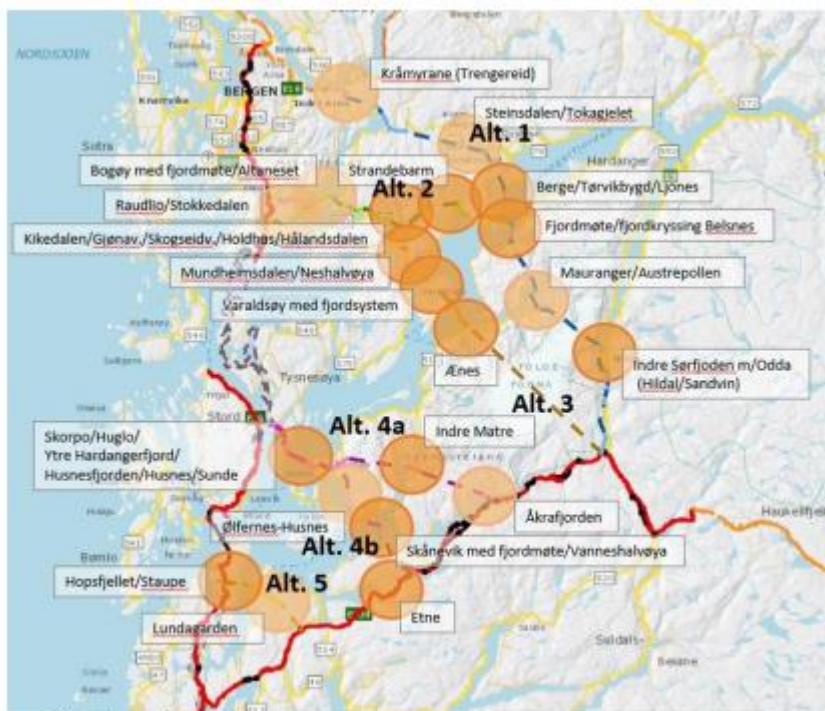 NORDSJØEN
BERGEN
Kråmyrane (Trengereid)
Steinsdalen/Tokagjelet
Alt. 1
Hardanger
Bogøy med fjordmøte/Altaneset
Strandebarm
Alt. 2
Berge/Tørvikbygd/Ljones
Raudlio/Stokkedalen
Fjordmøte/fjordkryssing Belsnes
Kikedalen/Gjønav./Skogseidv./Holdhus/Hålandsdalen
Mundheimsdalen/Neshalvøya
Mauranger/Austrepollen
Varaldsøy med fjordsystem
Ænes
Indre Sørfjoden m/Odda
(Hildal/Sandvin)
Tysnesøya
Alt. 3
Stord
Alt. 4a
Indre Matre
Skorpo/Huglo/
Ytre Hardangerfjord/
Husnesfjorden/Husnes/Sunde
Ølfernes-Husnes
Åkrafjorden
Alt. 4b
Skånevik med fjordmøte/Vanneshalvøya
Bømlo
Hopsfjellet/Staupe
Alt. 5
Etne
Lundagarden
Suldals-